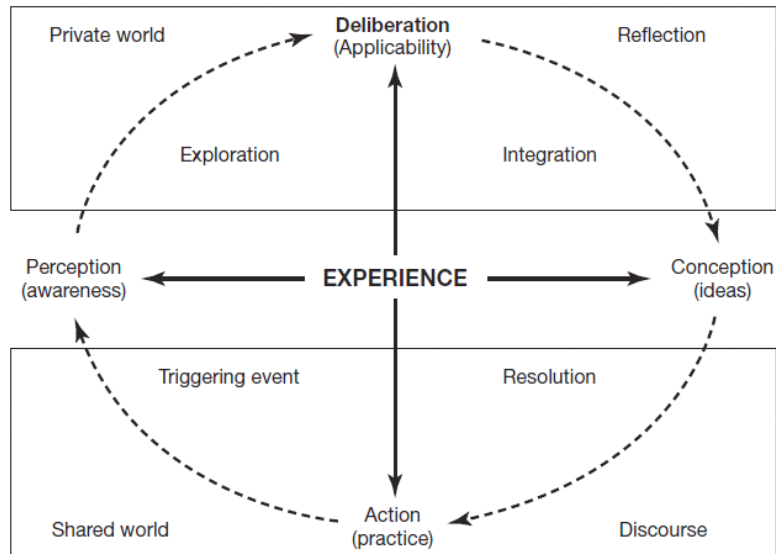 Private world
Deliberation
(Applicability)
Reflection
Exploration
Integration
Perception
(awareness)
EXPERIENCE
Conception
(ideas)
Triggering event
Resolution
Shared world
Action
(practice)
Discourse